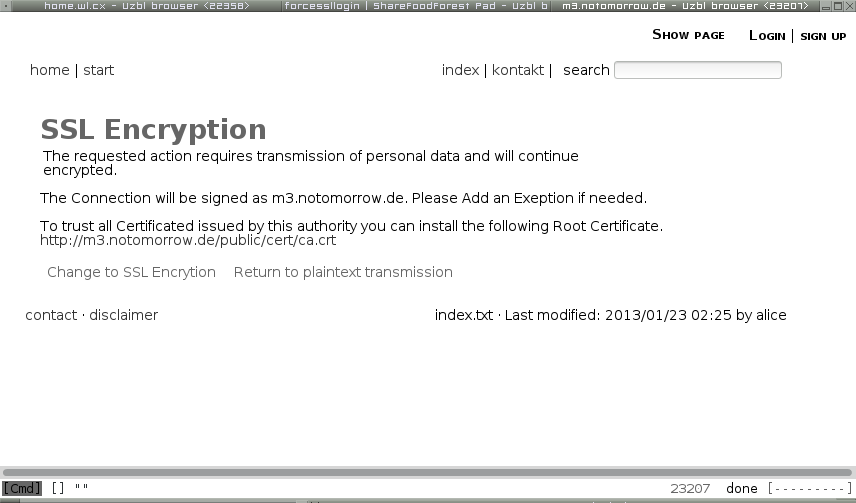 home.wl.cx - Uzbl browser <22358>
forcessllogin | ShareFoodForest Pad - Uzbl b
m3.notomorrow.de - Uzbl browser <23207>
Show page Login | sign up
home | start index | kontakt | search
SSL Encryption
The requested action requires transmission of personal data and will continue
encrypted.
The Connection will be signed as m3.notomorrow.de. Please Add an Exeption if needed.
To trust all Certificated issued by this authority you can install the following Root Certificate.
http://m3.notomorrow.de/public/cert/ca.crt
Change to SSL Encrytion Return to plaintext transmission
contact · disclaimer index.txt · Last modified: 2013/01/23 02:25 by alice
[Cmd] [] "" 23207 done [---------]